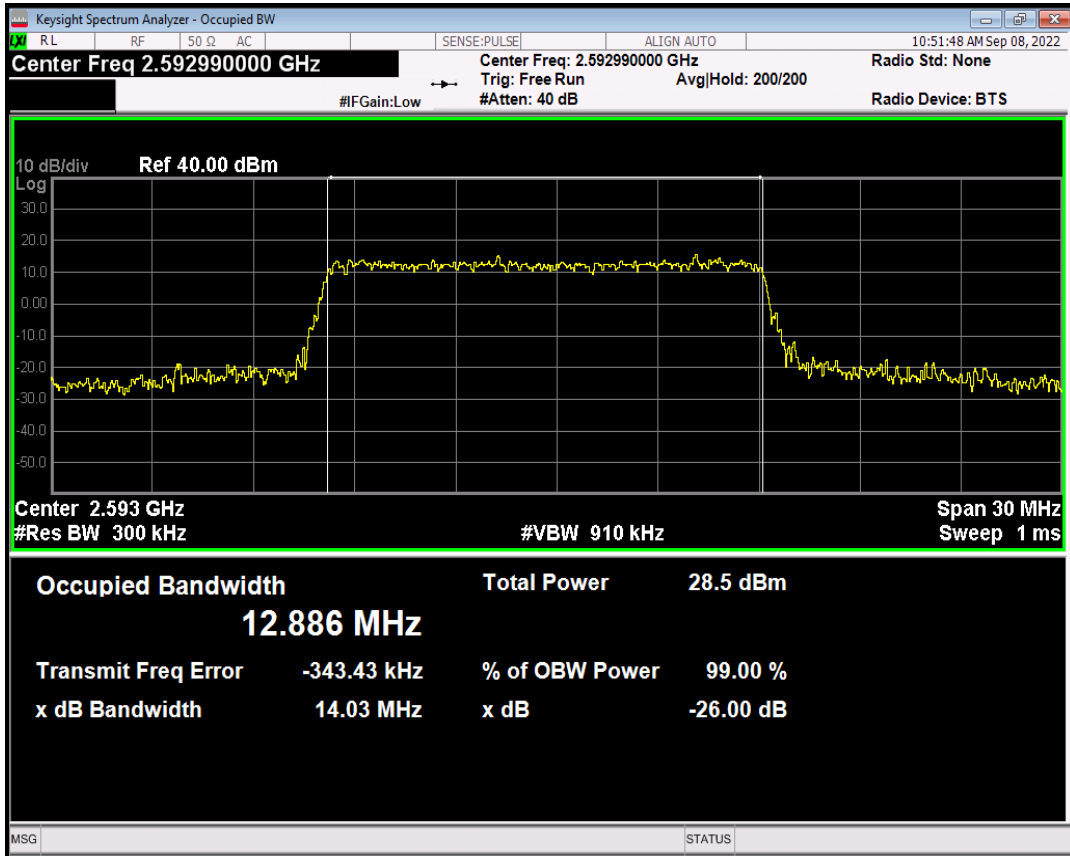 Keysight Spectrum Analyzer - Occupied BW
LXI RL RF 50 Ω AC SENSE:PULSE ALIGN AUTO 10:51:48 AM Sep 08, 2022
Center Freq 2.592990000 GHz Center Freq: 2.592990000 GHz Radio Std: None
Trig: Free Run Avg|Hold: 200/200
#IFGain:Low #Atten: 40 dB Radio Device: BTS
10 dB/div Ref 40.00 dBm
Log
30.0
20.0
10.0
0.00
-10.0
-20.0
-30.0
-40.0
-50.0
Center 2.593 GHz Span 30 MHz
#Res BW 300 kHz #VBW 910 kHz Sweep 1 ms
Occupied Bandwidth Total Power 28.5 dBm
12.886 MHz
Transmit Freq Error -343.43 kHz % of OBW Power 99.00 %
x dB Bandwidth 14.03 MHz x dB -26.00 dB
MSG STATUS